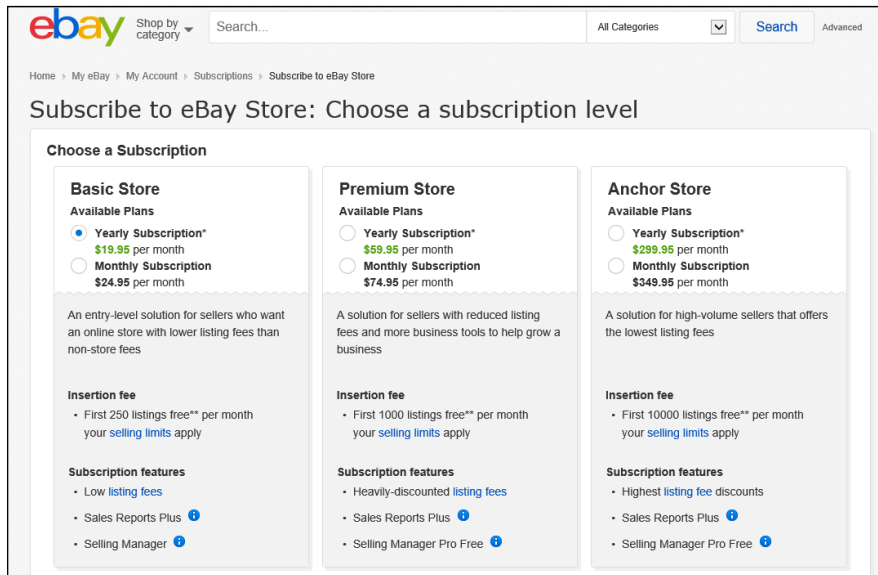 ebay
Shop by
category
Search...
All Categories
Search
Advanced
Home
My eBay
My Account
Subscriptions
Subscribe to eBay Store
Subscribe to eBay Store: Choose a subscription level
Choose a Subscription
Basic Store
Available Plans
Yearly Subscription*
$19.95 per month
Monthly Subscription
$24.95 per month
An entry-level solution for sellers who want
an online store with lower listing fees than
non-store fees
Insertion fee
• First 250 listings free** per month
your selling limits apply
Subscription features
• Low listing fees
• Sales Reports Plus
• Selling Manager
Premium Store
Available Plans
Yearly Subscription*
$59.95 per month
Monthly Subscription
$74.95 per month
A solution for sellers with reduced listing
fees and more business tools to help grow a
business
Insertion fee
• First 1000 listings free** per month
your selling limits apply
Subscription features
• Heavily-discounted listing fees
• Sales Reports Plus
• Selling Manager Pro Free
Anchor Store
Available Plans
Yearly Subscription*
$299.95 per month
Monthly Subscription
$349.95 per month
A solution for high-volume sellers that offers
the lowest listing fees
Insertion fee
• First 10000 listings free** per month
your selling limits apply
Subscription features
• Highest listing fee discounts
• Sales Reports Plus
• Selling Manager Pro Free